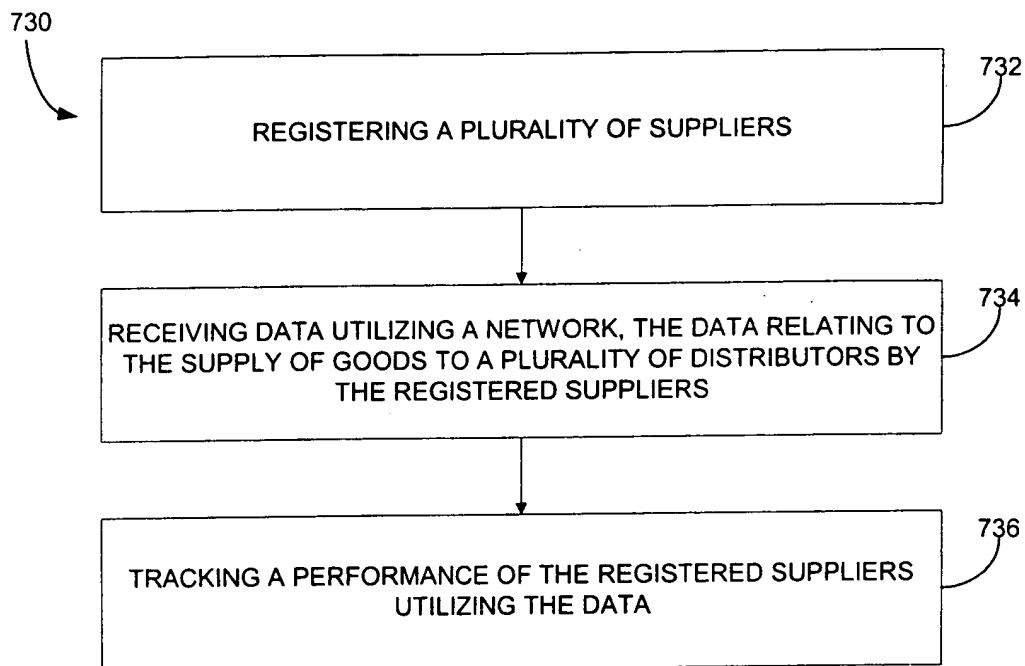 730
732
REGISTERING A PLURALITY OF SUPPLIERS
734
RECEIVING DATA UTILIZING A NETWORK, THE DATA RELATING TO
THE SUPPLY OF GOODS TO A PLURALITY OF DISTRIBUTORS BY
THE REGISTERED SUPPLIERS
736
TRACKING A PERFORMANCE OF THE REGISTERED SUPPLIERS
UTILIZING THE DATA